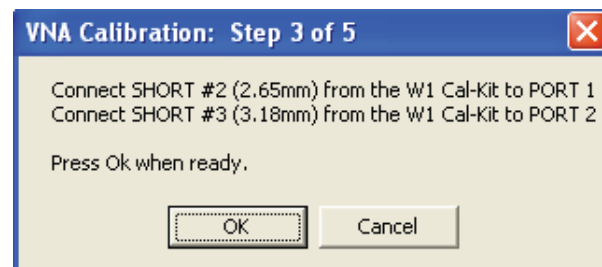 VNA Calibration: Step 3 of 5
Connect SHORT #2 (2.65mm) from the W1 Cal-Kit to PORT 1
Connect SHORT #3 (3.18mm) from the W1 Cal-Kit to PORT 2
Press Ok when ready.
OK Cancel